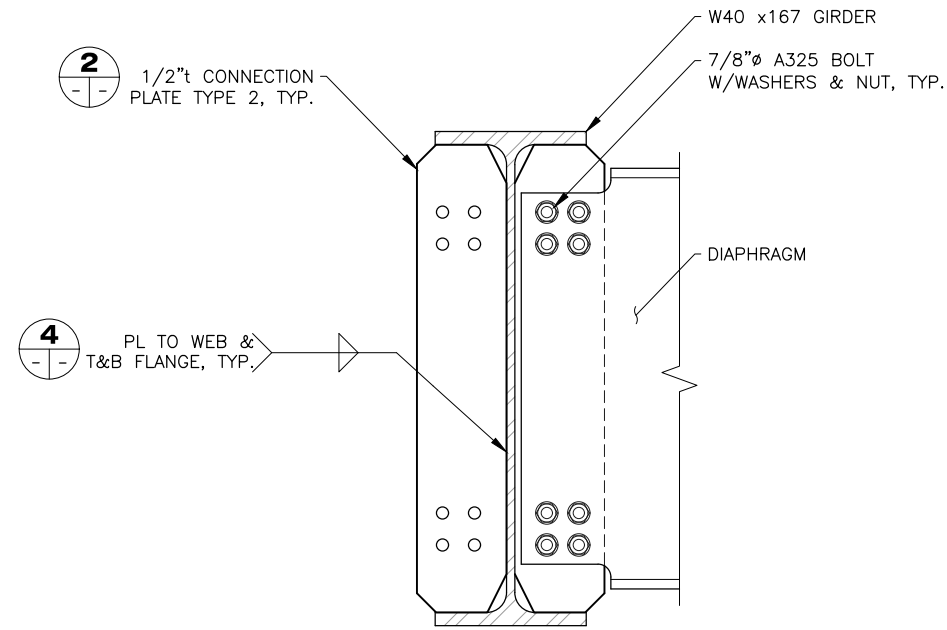 W40 x167 GIRDER
7/8”ø A325 BOLT
W/WASHERS & NUT, TYP.
2
- -
1/2”t CONNECTION
PLATE TYPE 2, TYP.
DIAPHRAGM
4
- -
PL TO WEB &
T&B FLANGE, TYP.